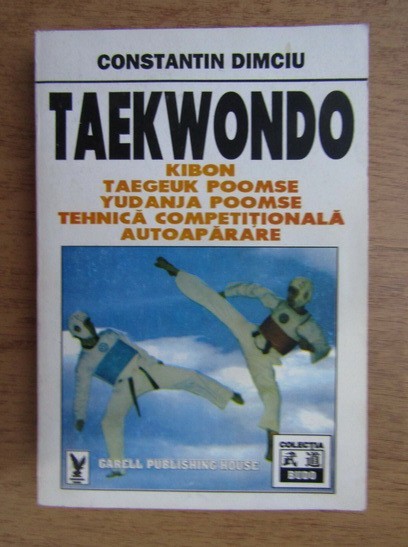 CONSTANTIN DIMCIU
TAEKWONDO
KIBON
TAEGEUK POOMSE
YUDANJA POOMSE
TEHNICĂ COMPETIȚIONALĂ
AUTOAPĂRARE
GARELL PUBLISHING HOUSE
COLECȚIA
武道
BUDO